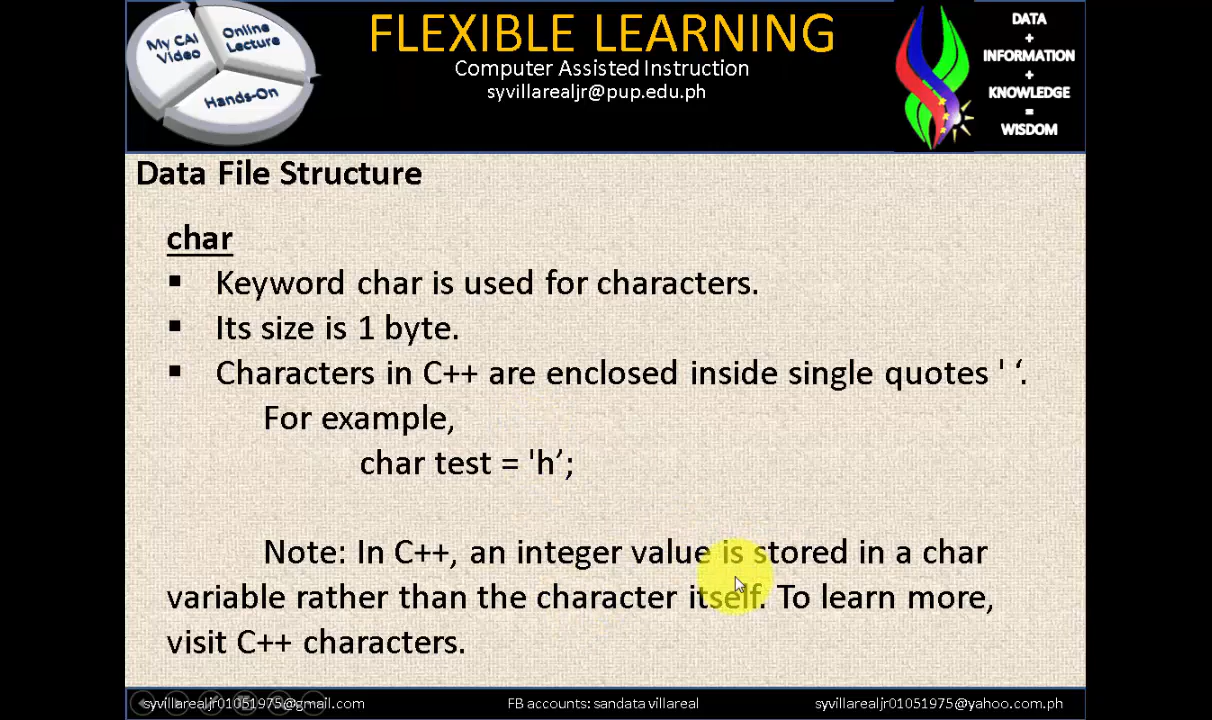 My CAI
Video
Online
Lecture
Hands-On
FLEXIBLE LEARNING
Computer Assisted Instruction
syvillarealjr@pup.edu.ph
DATA
+
INFORMATION
+
KNOWLEDGE
=
WISDOM
Data File Structure
char
▪ Keyword char is used for characters.
▪ Its size is 1 byte.
▪ Characters in C++ are enclosed inside single quotes ' ‘.
For example,
char test = 'h’;
Note: In C++, an integer value is stored in a char
variable rather than the character itself. To learn more,
visit C++ characters.
syvillarealjr01051975@gmail.com
FB accounts: sandata villareal
syvillarealjr01051975@yahoo.com.ph